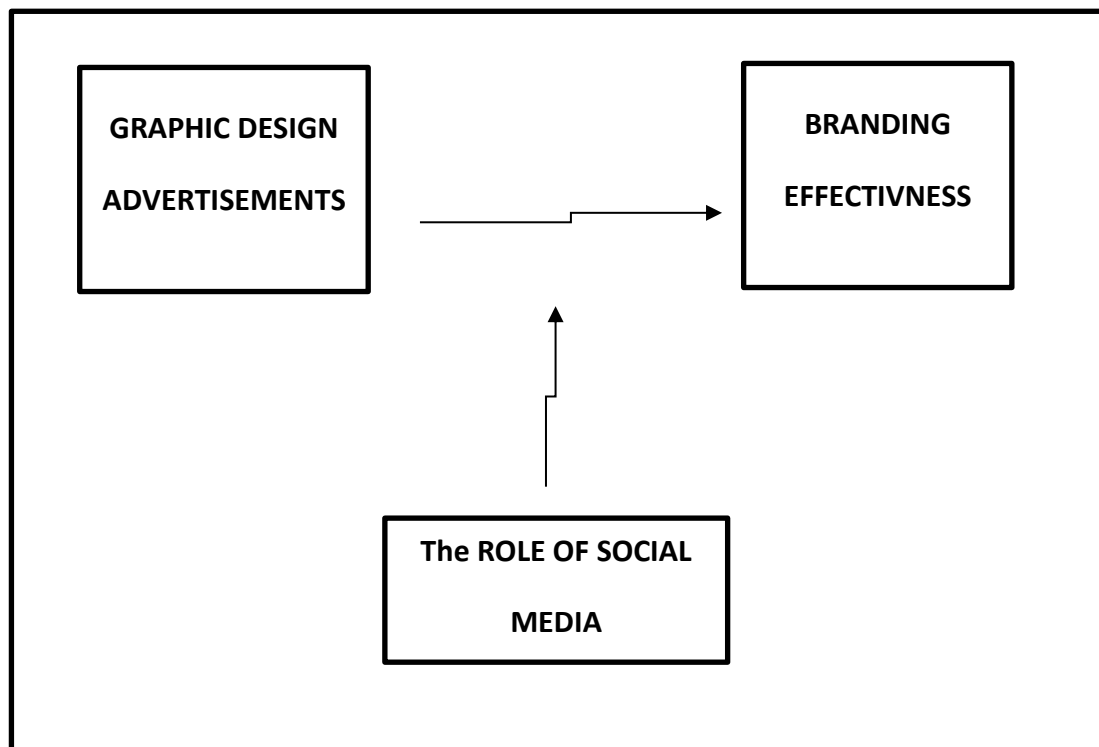 GRAPHIC DESIGN
ADVERTISEMENTS
BRANDING
EFFECTIVNESS
The ROLE OF SOCIAL
MEDIA